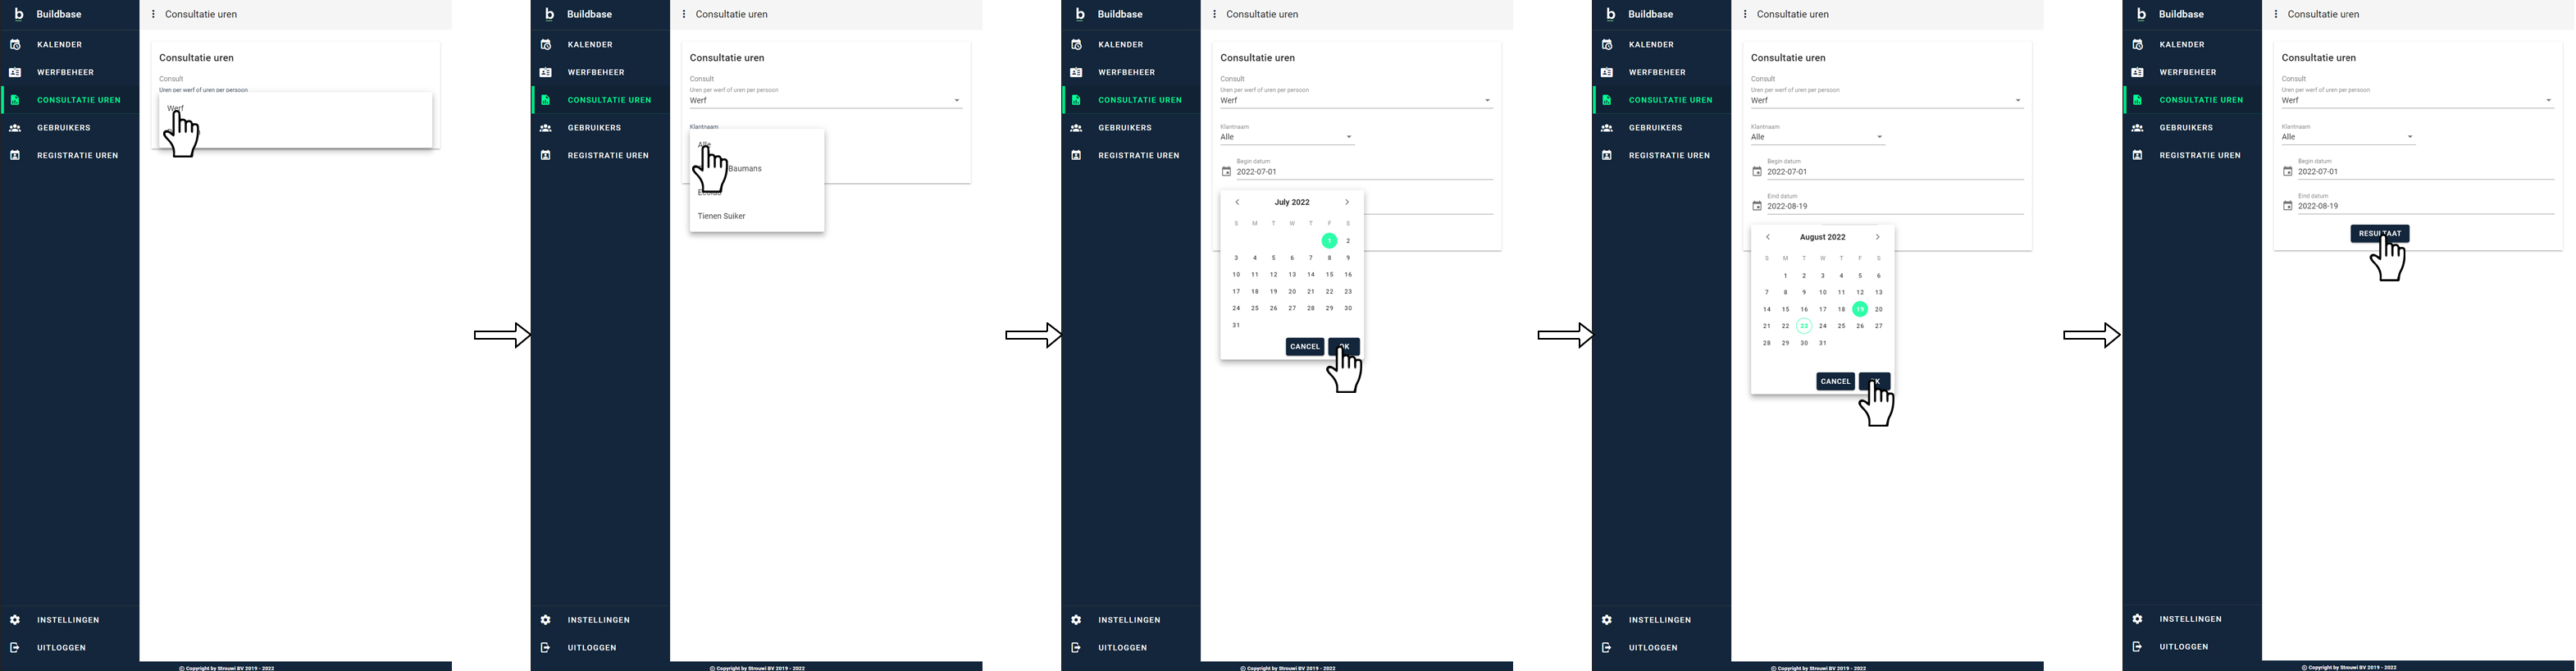 Buildbase
KALENDER
WERFBEHEER
CONSULTATIE UREN
GEBRUIKERS
REGISTRATIE UREN
INSTELLINGEN
UITLOGGEN
Consultatie uren
Consultatie uren
Consult
Uren per werf of uren per persoon
Werf
© Copyright by Strouwi BV 2019 - 2022
Buildbase
KALENDER
WERFBEHEER
CONSULTATIE UREN
GEBRUIKERS
REGISTRATIE UREN
INSTELLINGEN
UITLOGGEN
Consultatie uren
Consultatie uren
Consult
Uren per werf of uren per persoon
Werf
Klantnaam
Alle
Baumans
Tienen Suiker
© Copyright by Strouwi BV 2019 - 2022
Buildbase
KALENDER
WERFBEHEER
CONSULTATIE UREN
GEBRUIKERS
REGISTRATIE UREN
INSTELLINGEN
UITLOGGEN
Consultatie uren
Consultatie uren
Consult
Uren per werf of uren per persoon
Werf
Klantnaam
Alle
Begin datum
2022-07-01
July 2022
S M T W T F S
1 2
3 4 5 6 7 8 9
10 11 12 13 14 15 16
17 18 19 20 21 22 23
24 25 26 27 28 29 30
31
CANCEL OK
© Copyright by Strouwi BV 2019 - 2022
Buildbase
KALENDER
WERFBEHEER
CONSULTATIE UREN
GEBRUIKERS
REGISTRATIE UREN
INSTELLINGEN
UITLOGGEN
Consultatie uren
Consultatie uren
Consult
Uren per werf of uren per persoon
Werf
Klantnaam
Alle
Begin datum
2022-07-01
Eind datum
2022-08-19
August 2022
S M T W T F S
1 2 3 4 5 6
7 8 9 10 11 12 13
14 15 16 17 18 19 20
21 22 23 24 25 26 27
28 29 30 31
CANCEL OK
© Copyright by Strouwi BV 2019 - 2022
Buildbase
KALENDER
WERFBEHEER
CONSULTATIE UREN
GEBRUIKERS
REGISTRATIE UREN
INSTELLINGEN
UITLOGGEN
Consultatie uren
Consultatie uren
Consult
Uren per werf of uren per persoon
Werf
Klantnaam
Alle
Begin datum
2022-07-01
Eind datum
2022-08-19
RESULTAAT
© Copyright by Strouwi BV 2019 - 2022